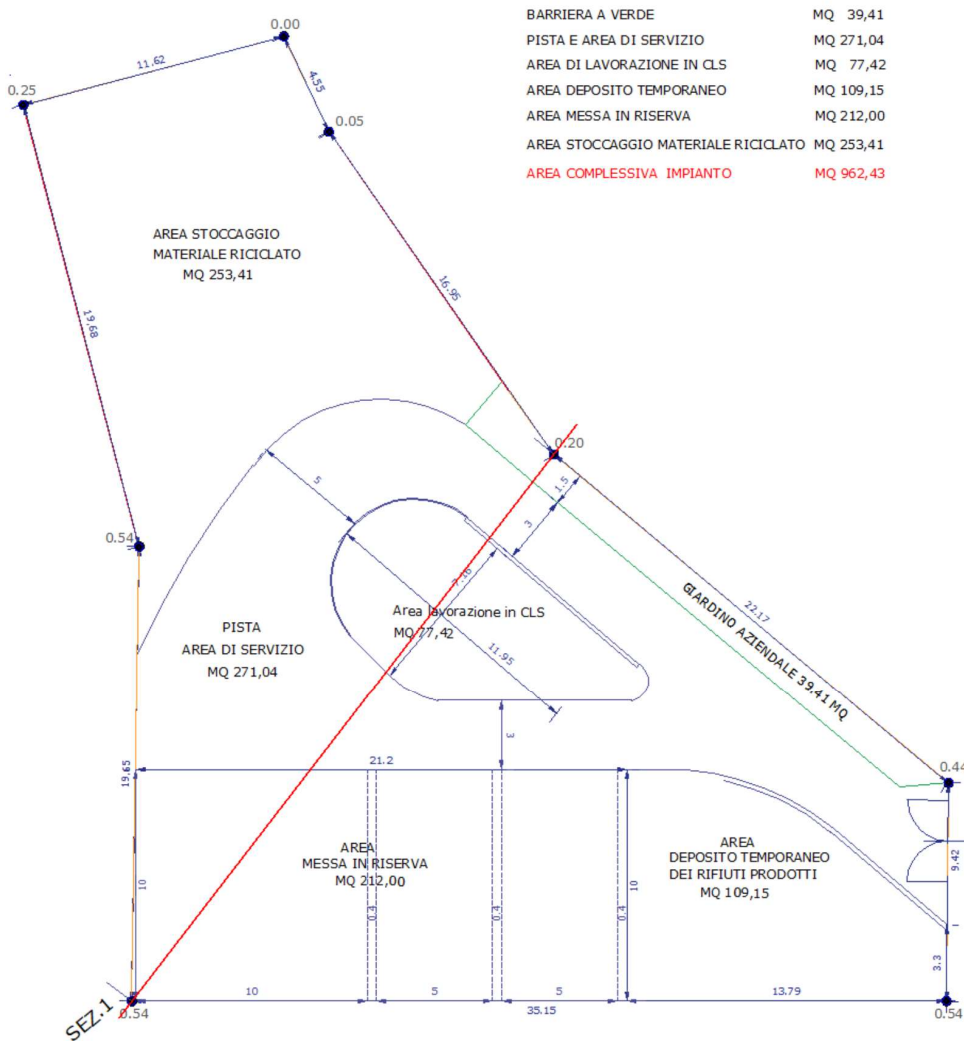 BARRIERA A VERDE MQ 39,41
PISTA E AREA DI SERVIZIO MQ 271,04
AREA DI LAVORAZIONE IN CLS MQ 77,42
AREA DEPOSITO TEMPORANEO MQ 109,15
AREA MESSA IN RISERVA MQ 212,00
AREA STOCCAGGIO MATERIALE RICICLATO MQ 253,41
AREA COMPLESSIVA IMPIANTO MQ 962,43
0.00
11.62
4.55
0.25
0.05
AREA STOCCAGGIO
MATERIALE RICICLATO
MQ 253,41
16.95
19.68
0.20
1.5
5
3
0.54
7.16
22.17
Area lavorazione in CLS
MQ 77,42
GIARDINO AZIENDALE 39.41 MQ
PISTA
AREA DI SERVIZIO
MQ 271,04
11.95
3
19.65
21.2
0.44
AREA
MESSA IN RISERVA
MQ 212,00
AREA
DEPOSITO TEMPORANEO
DEI RIFIUTI PRODOTTI
MQ 109,15
9.42
10
0.4
0.4
0.4
10
3.3
SEZ.1
0.54
10
5
5
35.15
13.79
0.54